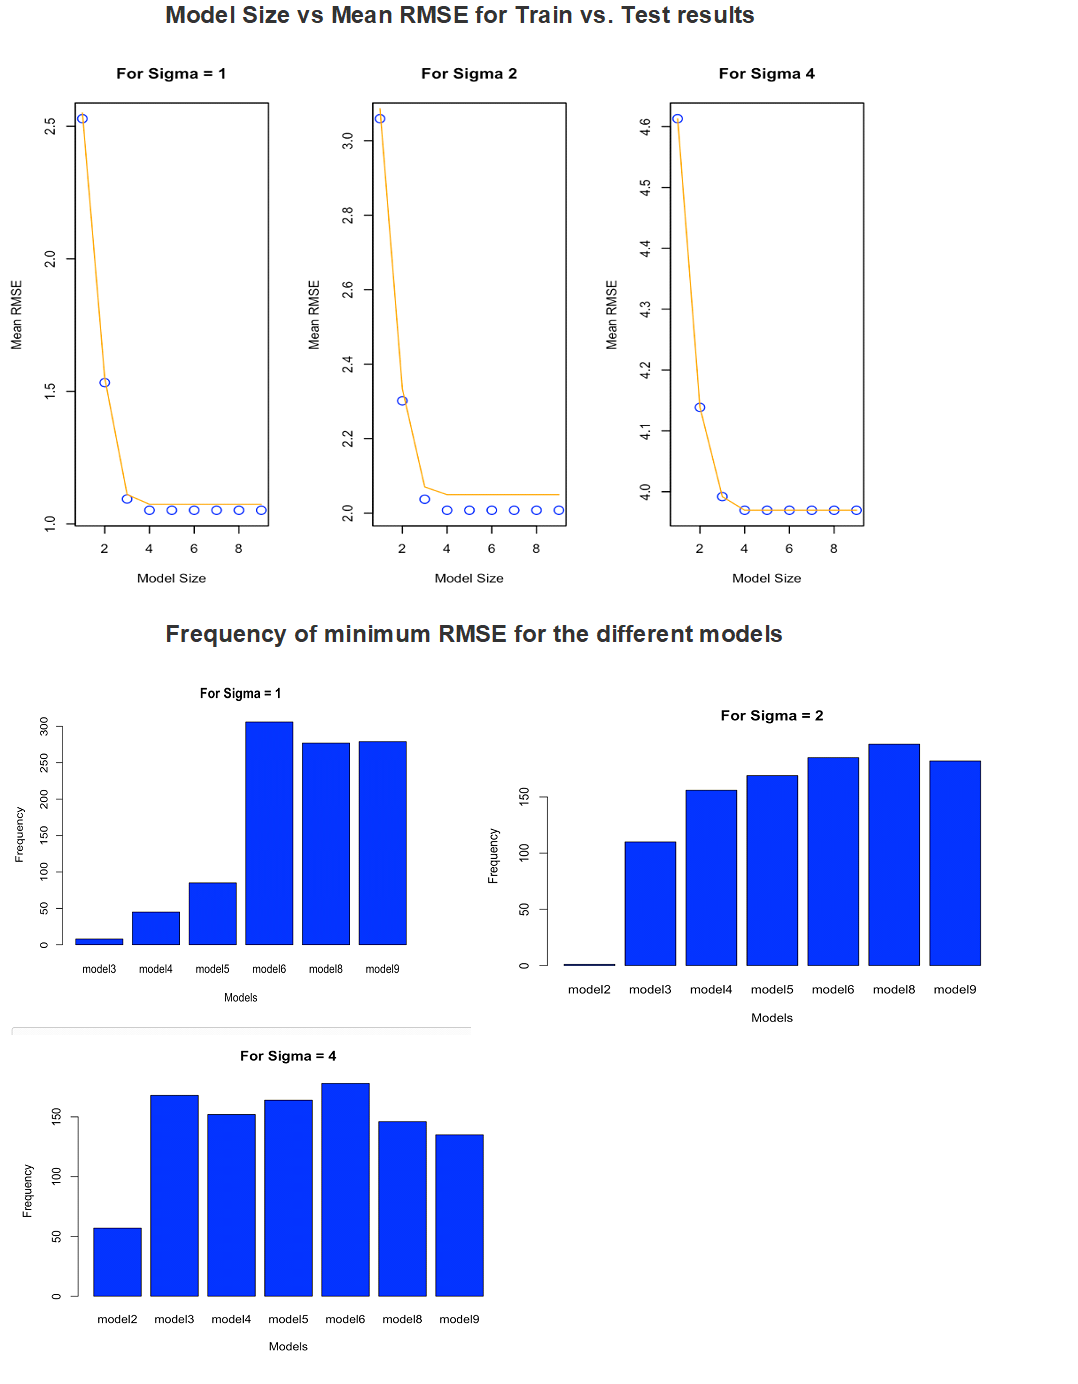 Model Size vs Mean RMSE for Train vs. Test results
For Sigma = 1
For Sigma 2
For Sigma 4
Mean RMSE
2.5
2.0
1.5
1.0
2 4 6 8
Model Size
Mean RMSE
3.0
2.8
2.6
2.4
2.2
2.0
2 4 6 8
Model Size
Mean RMSE
4.6
4.5
4.4
4.3
4.2
4.1
4.0
2 4 6 8
Model Size
Frequency of minimum RMSE for the different models
For Sigma = 1
Frequency
300
250
200
150
100
50
0
model3 model4 model5 model6 model8 model9
Models
For Sigma = 2
Frequency
150
100
50
0
model2 model3 model4 model5 model6 model8 model9
Models
For Sigma = 4
Frequency
150
100
50
0
model2 model3 model4 model5 model6 model8 model9
Models